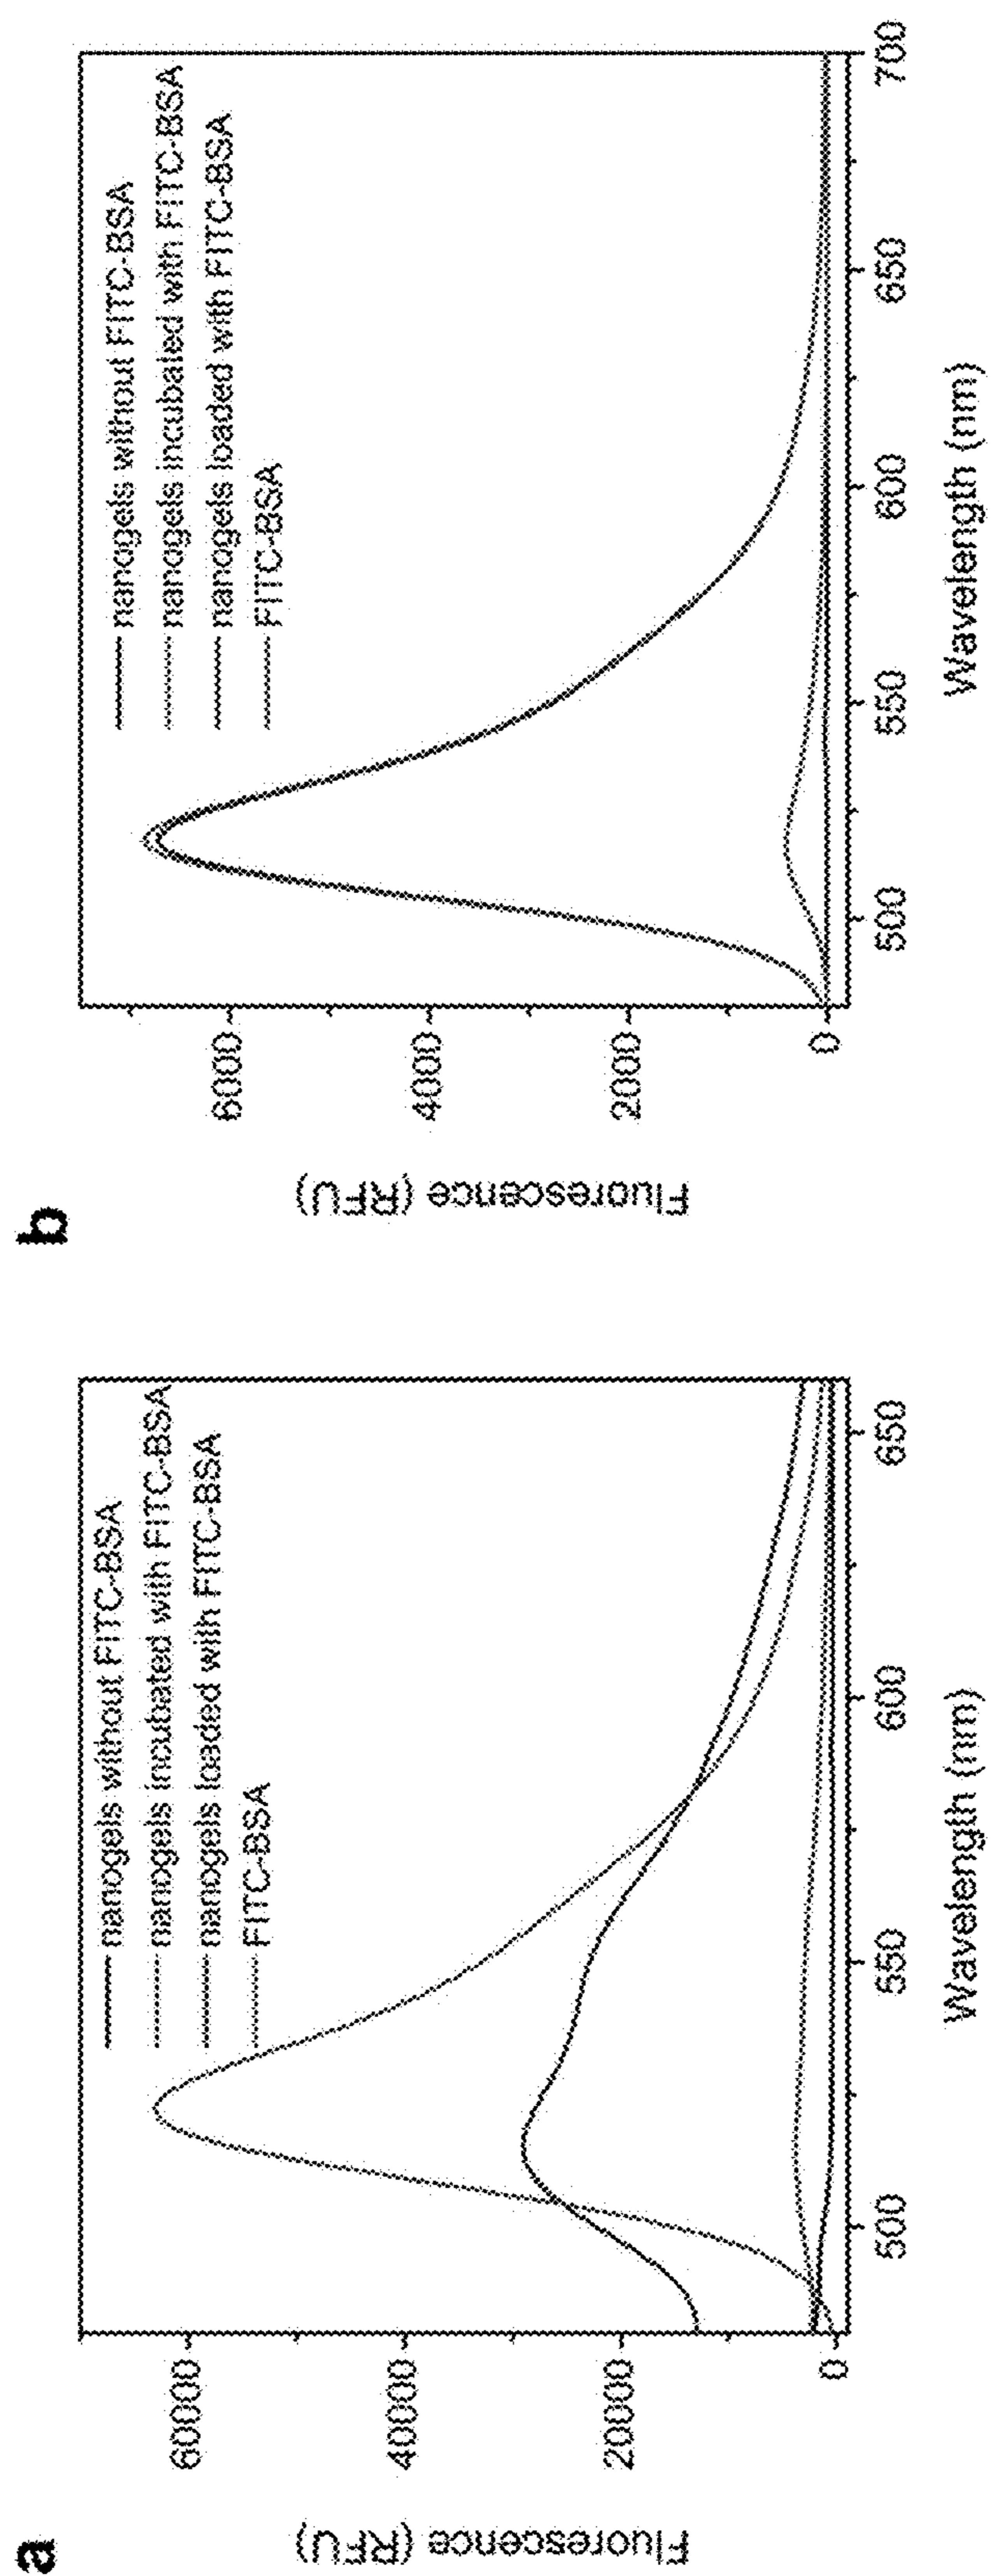 a
nanogels without FITC-BSA
nanogels incubated with FITC-BSA
nanogels loaded with FITC-BSA
FITC-BSA
Fluorescence (RFU)
60000
40000
20000
0
500
550
600
650
Wavelength (nm)
b
nanogels without FITC-BSA
nanogels incubated with FITC-BSA
nanogels loaded with FITC-BSA
FITC-BSA
Fluorescence (RFU)
6000
4000
2000
0
500
550
600
650
700
Wavelength (nm)